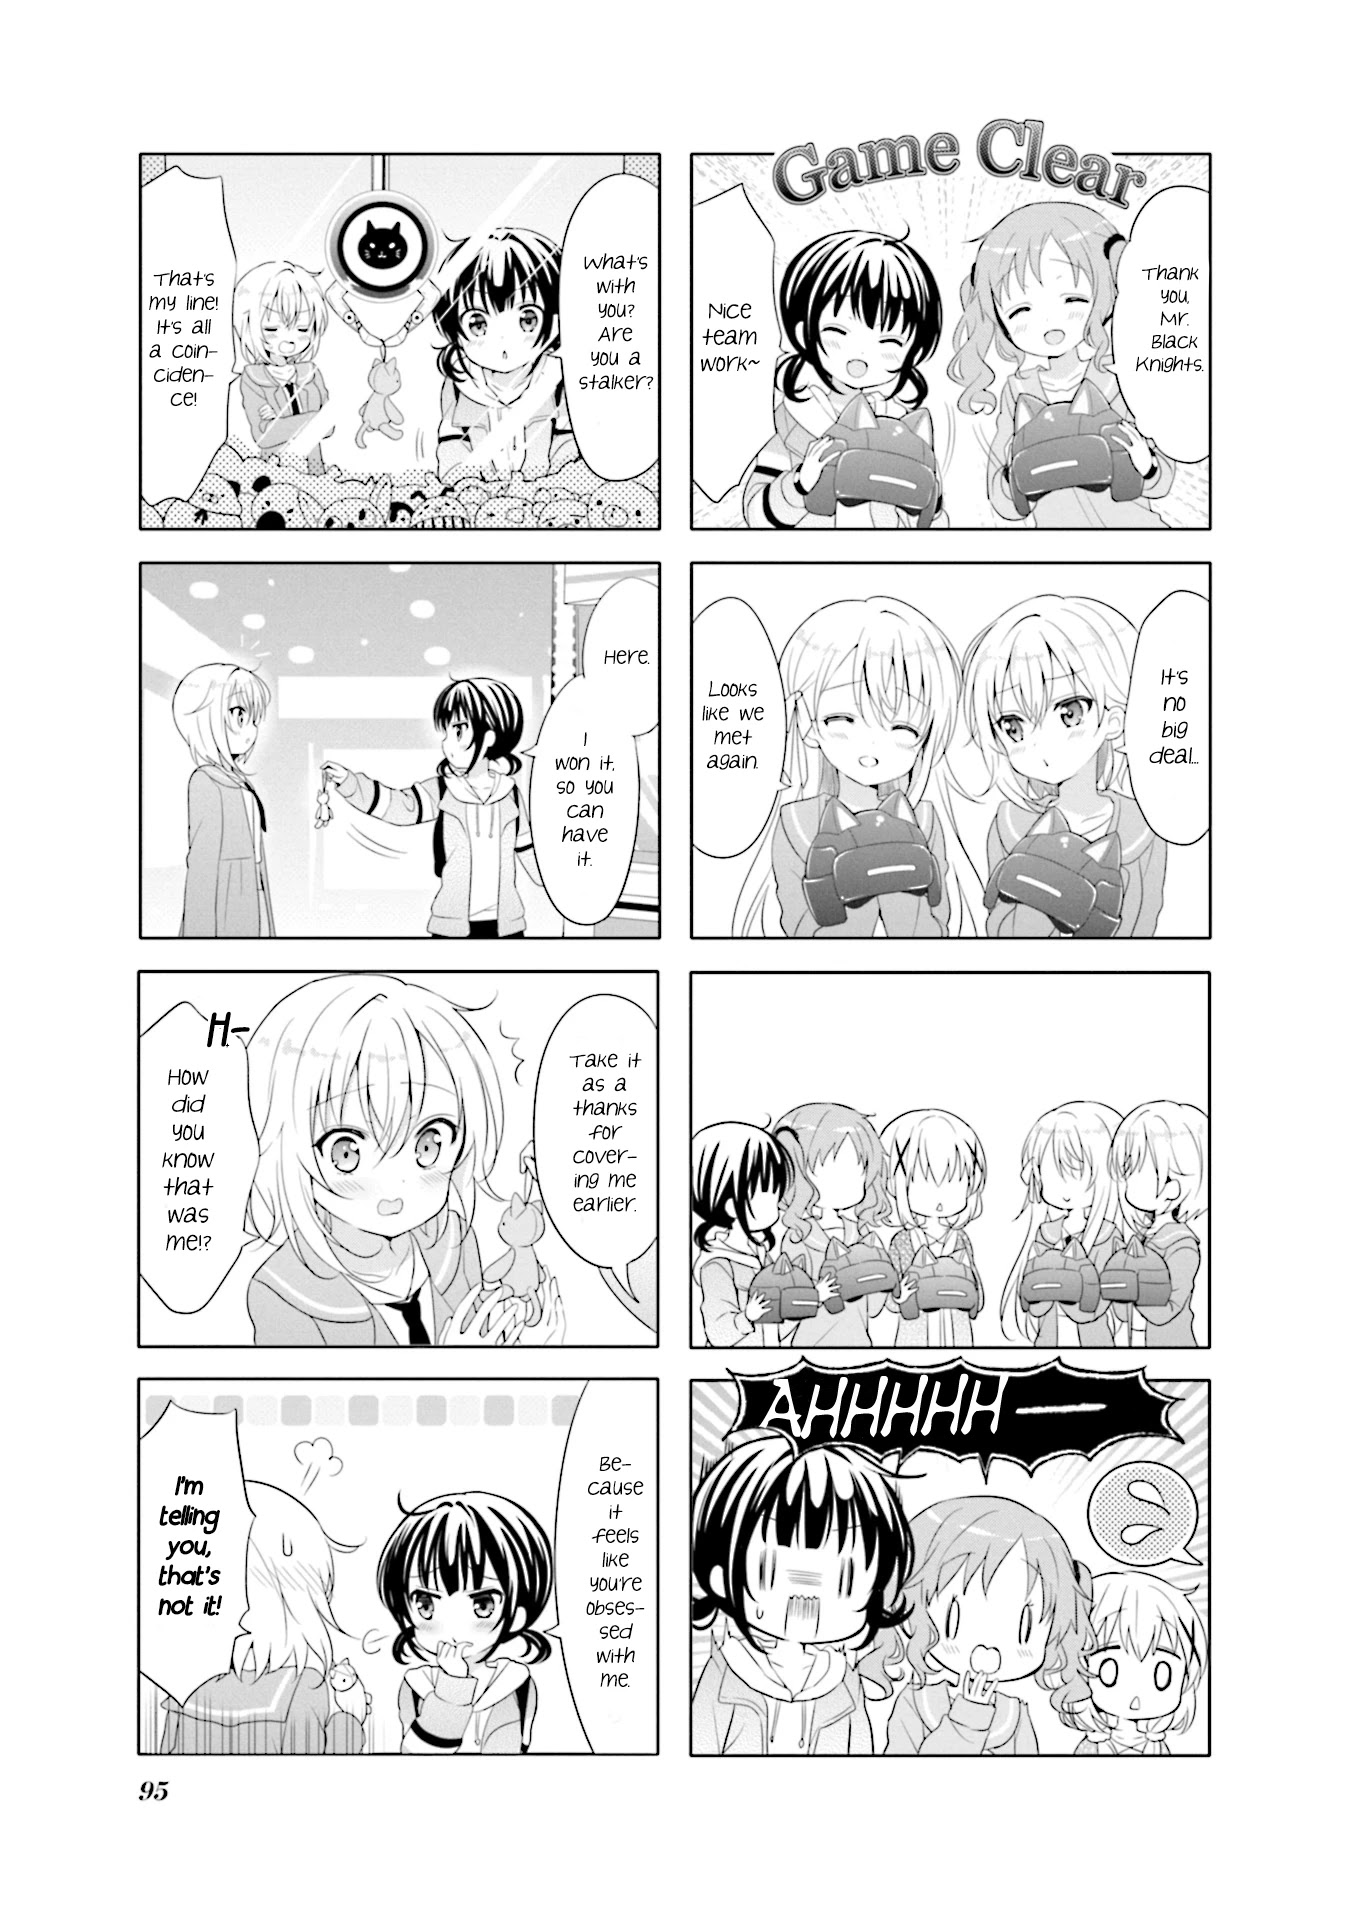 Game Clear
Thank
you,
Mr.
Black
Knights.
Nice
team
work~
It's
no
big
deal...
Looks
like we
met
again.
AHHHHH—
What's
with
you?
Are
you a
stalker?
That's
my line!
It's all
a coin-
ciden-
ce!
Here.
I
won it,
so you
can
have
it.
Take it
as a
thanks
for
cover-
ing me
earlier.
H-
How
did
you
know
that
was
me!?
Be-
cause it
feels
like
you're
obses-
sed with
me.
I'm
telling
you,
that's
not it!
95